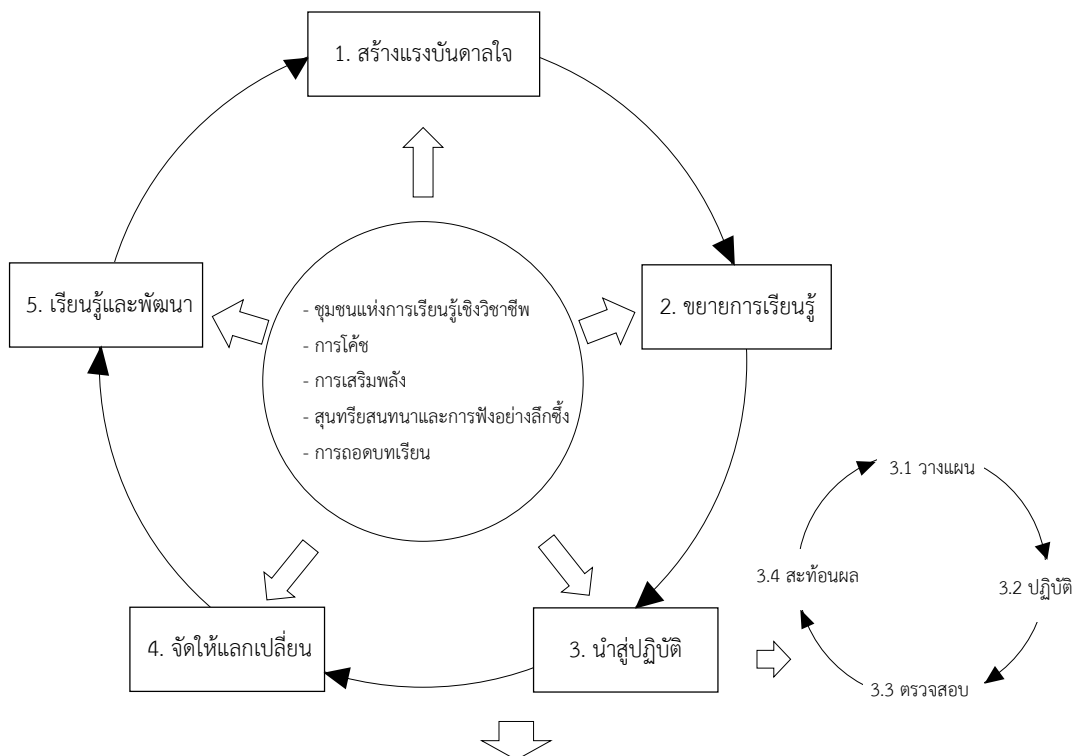 1. สร้างแรงบันดาลใจ
5. เรียนรู้และพัฒนา
2. ขยายการเรียนรู้
- ชุมชนแห่งการเรียนรู้เชิงวิชาชีพ
- การโค้ช
- การเสริมพลัง
- สุนทรียสนทนาและการฟังอย่างลึกซึ้ง
- การถอดบทเรียน
3.1 วางแผน
3.4 สะท้อนผล
3.2 ปฏิบัติ
4. จัดให้แลกเปลี่ยน
3. นำสู่ปฏิบัติ
3.3 ตรวจสอบ